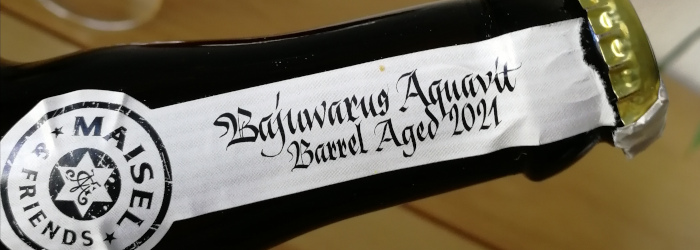 MAISEL
& FRIENDS
Bajuwarus Aquavit
Barrel Aged 2021